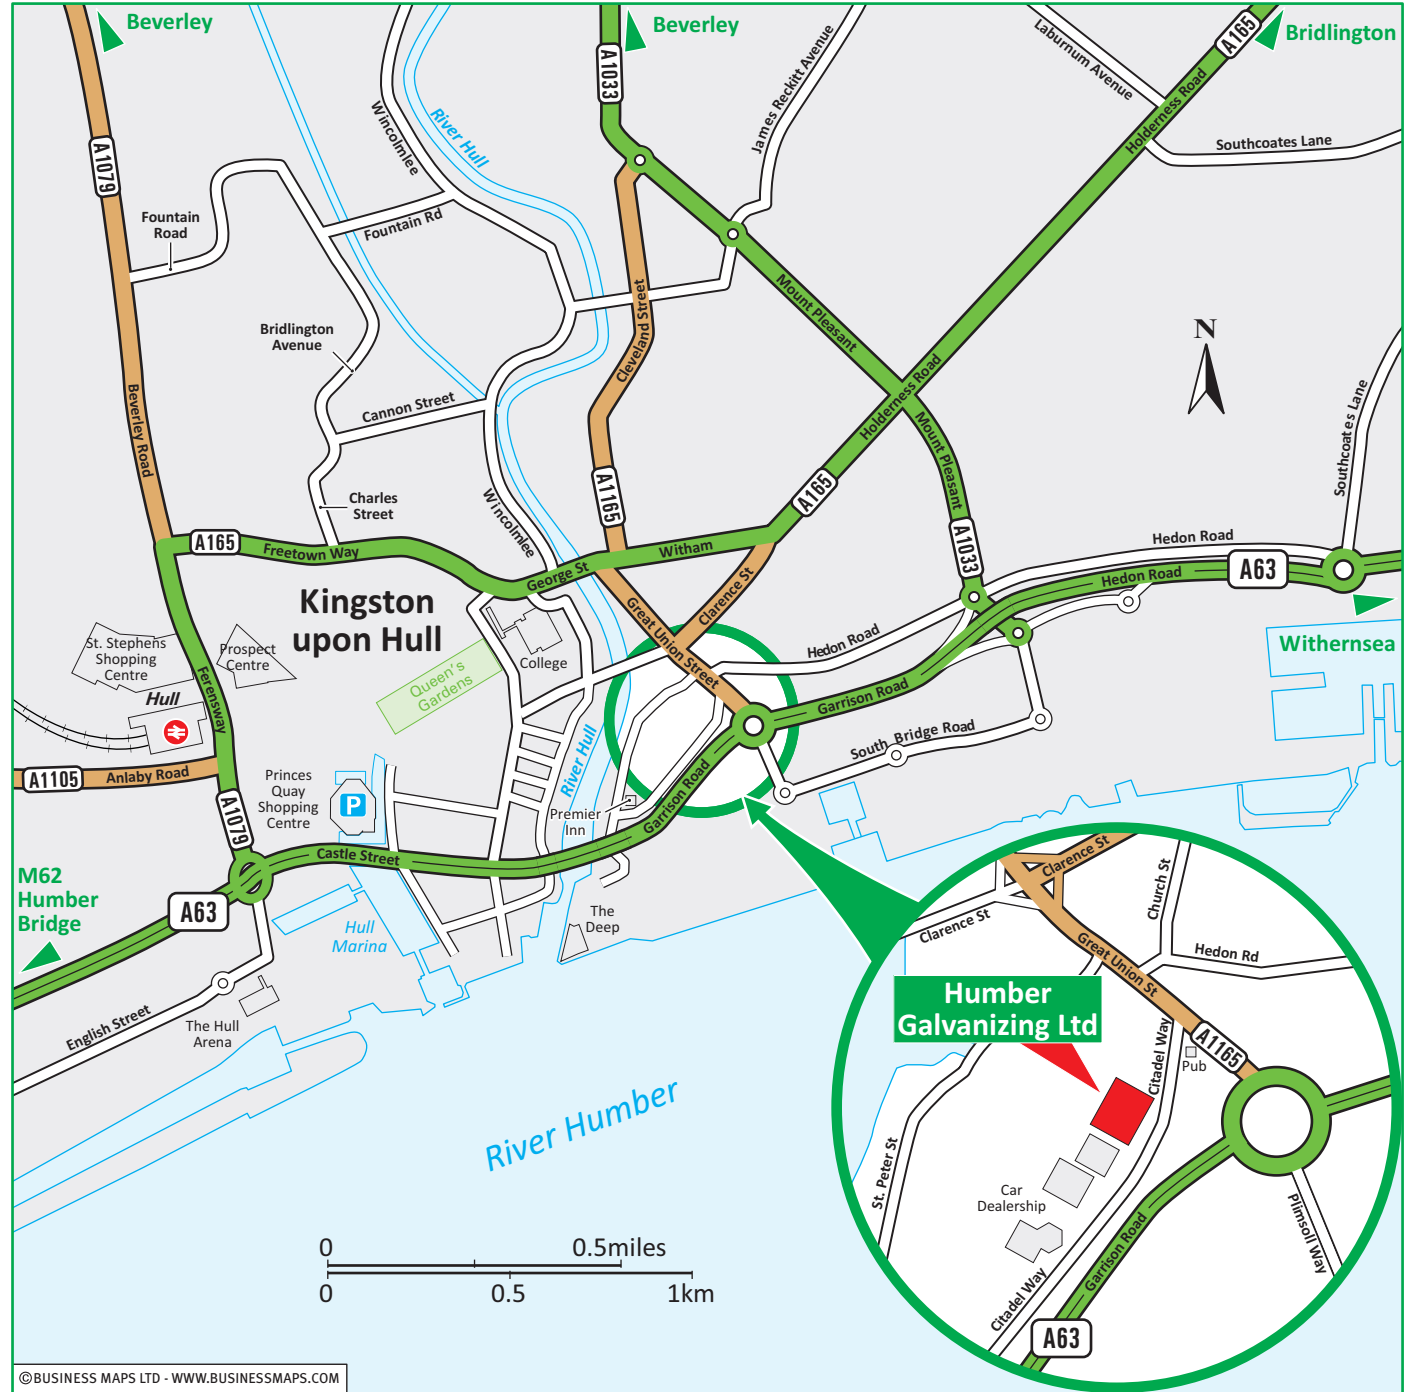 Beverley
Beverley
Bridlington
A165
A1033
A1079
Laburnum Avenue
James Reckitt Avenue
Holderness Road
Southcoates Lane
Wincolmlee
River Hull
Fountain
Road
Fountain Rd
Mount Pleasant
Cleveland Street
Bridlington
Avenue
N
Cannon Street
Holderness Road
Mount Pleasant
Southcoates Lane
Beverley Road
Charles
Street
A1165
A165
Wincolmlee
A165
Freetown Way
George St
Witham
A1033
Hedon Road
Hedon Road
A63
Kingston
upon Hull
Great Union Street
Clarence St
Hedon Road
Withernsea
St. Stephens
Shopping
Centre
Prospect
Centre
College
Queen's
Gardens
Hull
Ferensway
Garrison Road
South Bridge Road
A1105
Anlaby Road
River Hull
Princes
Quay
Shopping
Centre
P
A1079
Premier
Inn
Garrison Road
Castle Street
M62
Humber
Bridge
A63
Hull
Marina
The
Deep
English Street
The Hull
Arena
River Humber
Clarence St
Church St
Clarence St
Great Union St
Hedon Rd
Humber
Galvanizing Ltd
Citadel Way
A1165
Pub
St. Peter St
Car
Dealership
Plimsoll Way
Garrison Road
Citadel Way
A63
0
0.5miles
0
0.5
1km
©BUSINESS MAPS LTD - WWW.BUSINESSMAPS.COM